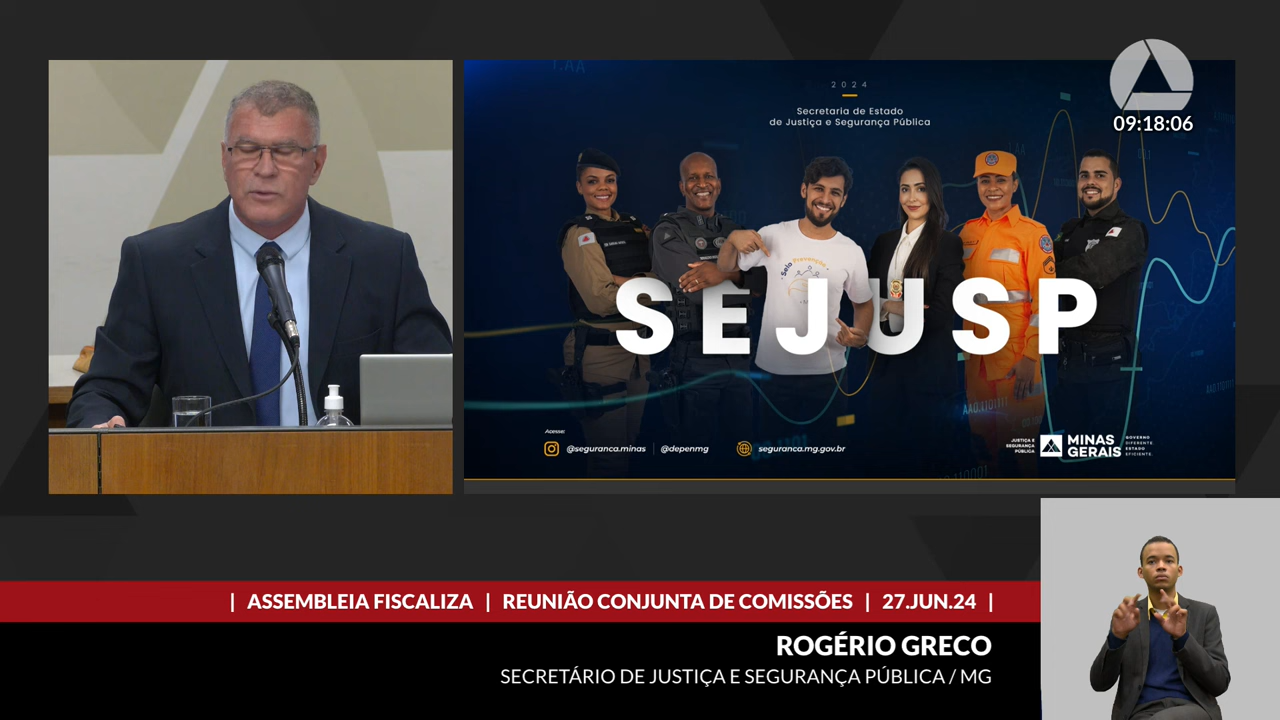 2024
Secretaria de Estado
de Justiça e Segurança Pública
09:18:06
Selo Prevenção
SEJUSP
Acesse:
@seguranca.minas | @depenmg
seguranca.mg.gov.br
JUSTIÇA E
SEGURANÇA
PÚBLICA
MINAS
GERAIS
GOVERNO
DIFERENTE
ESTADO
EFICIENTE.
| ASSEMBLEIA FISCALIZA | REUNIÃO CONJUNTA DE COMISSÕES | 27.JUN.24 |
ROGÉRIO GRECO
SECRETÁRIO DE JUSTIÇA E SEGURANÇA PÚBLICA / MG